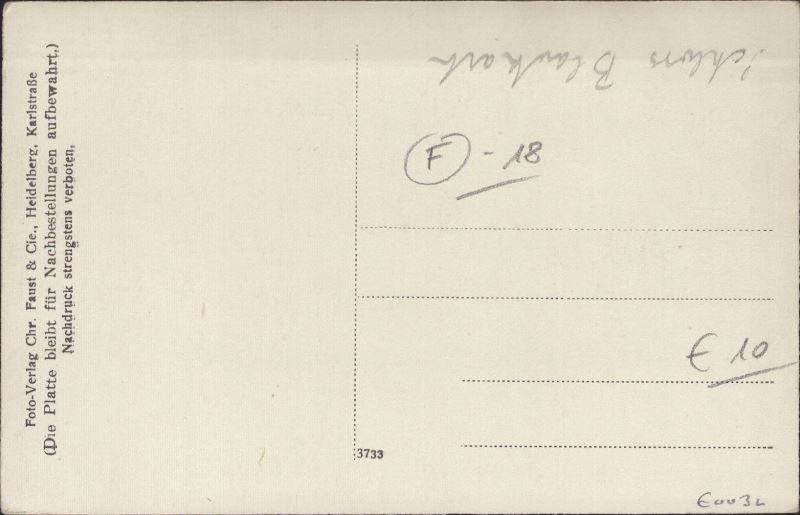 Foto-Verlag Chr. Faust & Cie., Heidelberg, Karlstraße
(Die Platte bleibt für Nachbestellungen aufbewahrt.)
Nachdruck strengstens verboten.
Schloss
F - 18
€ 10
3733